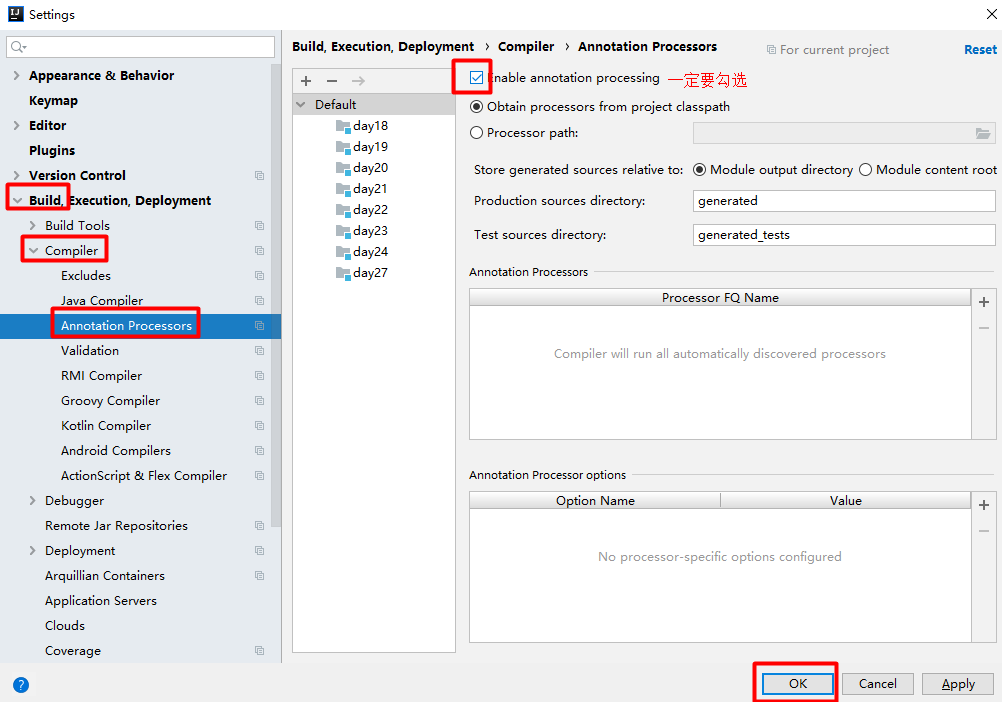 Settings
Appearance & Behavior
Keymap
Editor
Plugins
Version Control
Build, Execution, Deployment
Build Tools
Compiler
Excludes
Java Compiler
Annotation Processors
Validation
RMI Compiler
Groovy Compiler
Kotlin Compiler
Android Compilers
ActionScript & Flex Compiler
Debugger
Remote Jar Repositories
Deployment
Arquillian Containers
Application Servers
Clouds
Coverage
Build, Execution, Deployment › Compiler › Annotation Processors
For current project
Reset
Default
day18
day19
day20
day21
day22
day23
day24
day27
Enable annotation processing 一定要勾选
Obtain processors from project classpath
Processor path:
Store generated sources relative to: Module output directory Module content root
Production sources directory: generated
Test sources directory: generated_tests
Annotation Processors
Processor FQ Name
Compiler will run all automatically discovered processors
Annotation Processor options
Option Name Value
No processor-specific options configured
? OK Cancel Apply